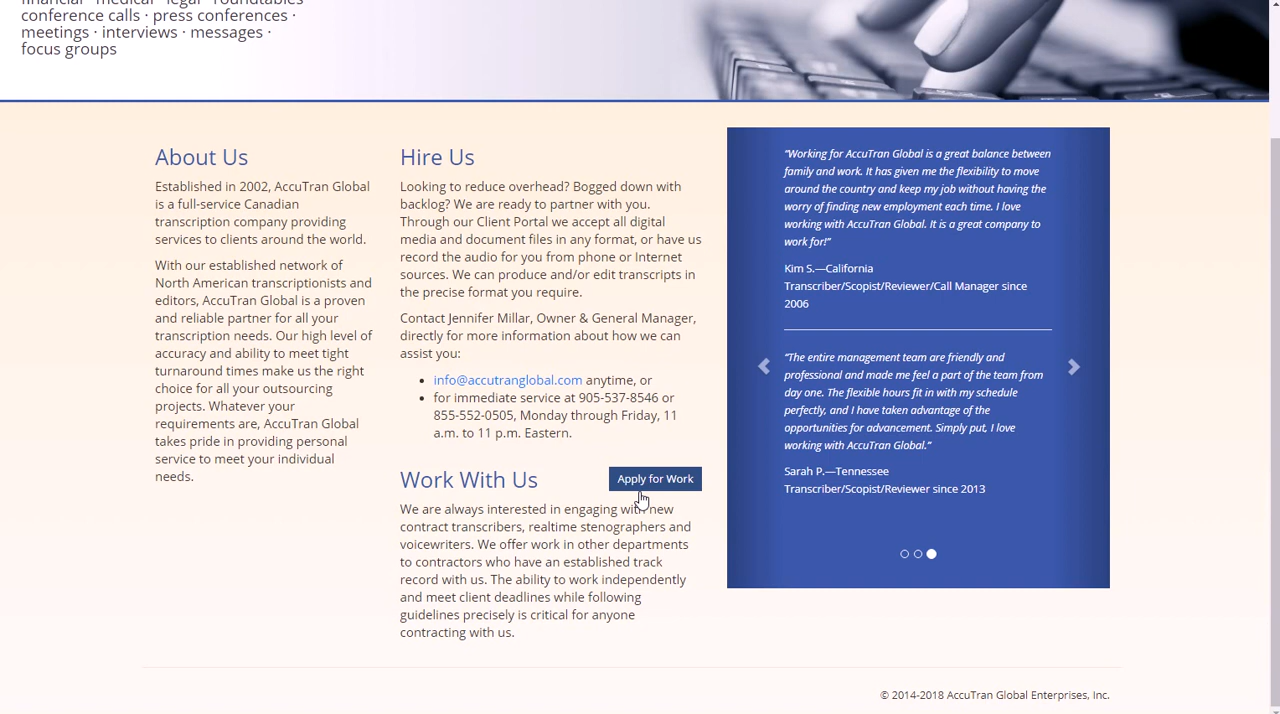 financial · medical · legal · roundtables
conference calls · press conferences ·
meetings · interviews · messages ·
focus groups
About Us
Established in 2002, AccuTran Global
is a full-service Canadian
transcription company providing
services to clients around the world.
With our established network of
North American transcriptionists and
editors, AccuTran Global is a proven
and reliable partner for all your
transcription needs. Our high level of
accuracy and ability to meet tight
turnaround times make us the right
choice for all your outsourcing
projects. Whatever your
requirements are, AccuTran Global
takes pride in providing personal
service to meet your individual
needs.
Hire Us
Looking to reduce overhead? Bogged down with
backlog? We are ready to partner with you.
Through our Client Portal we accept all digital
media and document files in any format, or have us
record the audio for you from phone or Internet
sources. We can produce and/or edit transcripts in
the precise format you require.
Contact Jennifer Millar, Owner & General Manager,
directly for more information about how we can
assist you:
• info@accutranglobal.com anytime, or
• for immediate service at 905-537-8546 or
855-552-0505, Monday through Friday, 11
a.m. to 11 p.m. Eastern.
Work With Us
Apply for Work
We are always interested in engaging with new
contract transcribers, realtime stenographers and
voicewriters. We offer work in other departments
to contractors who have an established track
record with us. The ability to work independently
and meet client deadlines while following
guidelines precisely is critical for anyone
contracting with us.
“Working for AccuTran Global is a great balance between
family and work. It has given me the flexibility to move
around the country and keep my job without having the
worry of finding new employment each time. I love
working with AccuTran Global. It is a great company to
work for!”
Kim S.—California
Transcriber/Scopist/Reviewer/Call Manager since
2006
“The entire management team are friendly and
professional and made me feel a part of the team from
day one. The flexible hours fit in with my schedule
perfectly, and I have taken advantage of the
opportunities for advancement. Simply put, I love
working with AccuTran Global.”
Sarah P.—Tennessee
Transcriber/Scopist/Reviewer since 2013
© 2014-2018 AccuTran Global Enterprises, Inc.